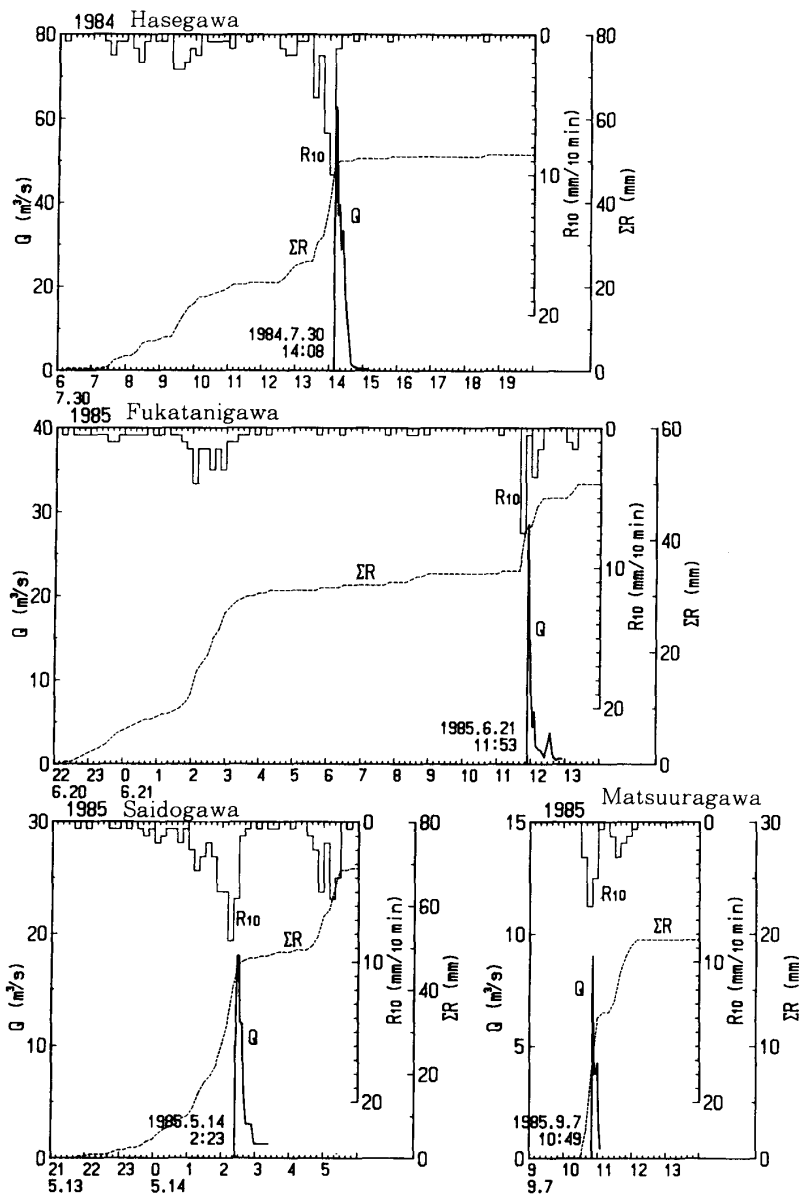 1984 Hasegawa
80
60
40
20
0
Q (m³/s)
0
10
20
R10 (mm/10 min)
80
60
40
20
0
ΣR (mm)
R10
Q
ΣR
1984.7.30
14:08
6 7 8 9 10 11 12 13 14 15 16 17 18 19
7.30
1985 Fukatanigawa
40
30
20
10
0
Q (m³/s)
0
10
20
R10 (mm/10 min)
60
40
20
0
ΣR (mm)
R10
ΣR
Q
1985.6.21
11:53
22 23 0 1 2 3 4 5 6 7 8 9 10 11 12 13
6.20 6.21
1985 Saidogawa
30
20
10
0
Q (m³/s)
0
10
20
R10 (mm/10 min)
80
60
40
20
0
ΣR (mm)
R10
ΣR
Q
1985.5.14
2:23
21 22 23 0 1 2 3 4 5
5.13 5.14
Matsuuragawa
1985
15
10
5
0
Q (m³/s)
0
10
20
R10 (mm/10 min)
30
20
10
0
ΣR (mm)
R10
ΣR
Q
1985.9.7
10:49
9 10 11 12 13
9.7